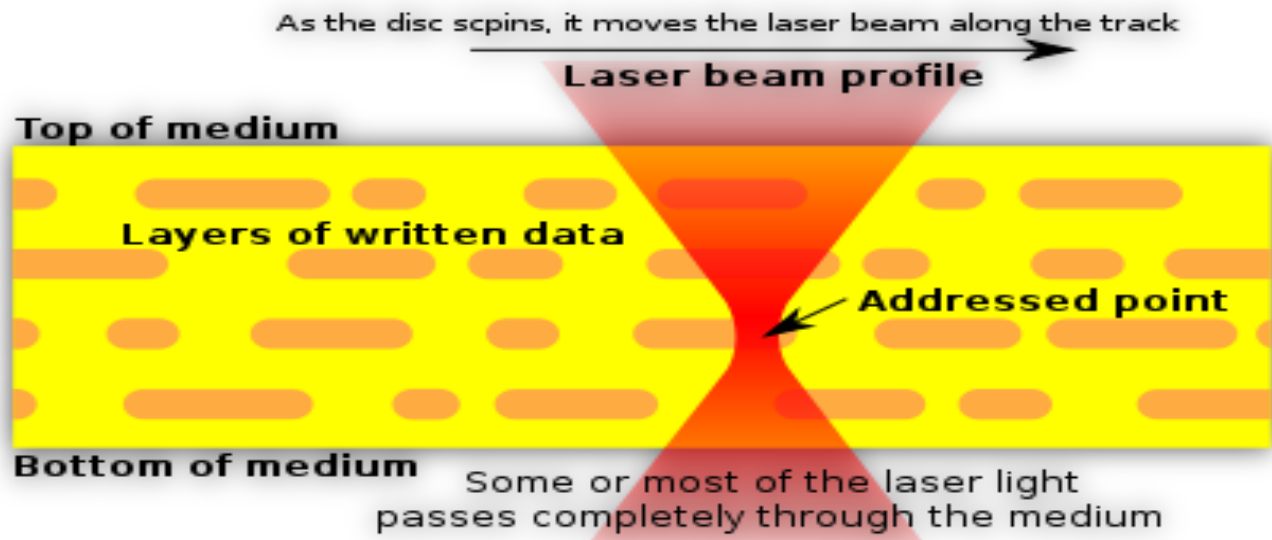 As the disc scpins, it moves the laser beam along the track
Laser beam profile
Top of medium
Layers of written data
Addressed point
Bottom of medium
Some or most of the laser light
passes completely through the medium